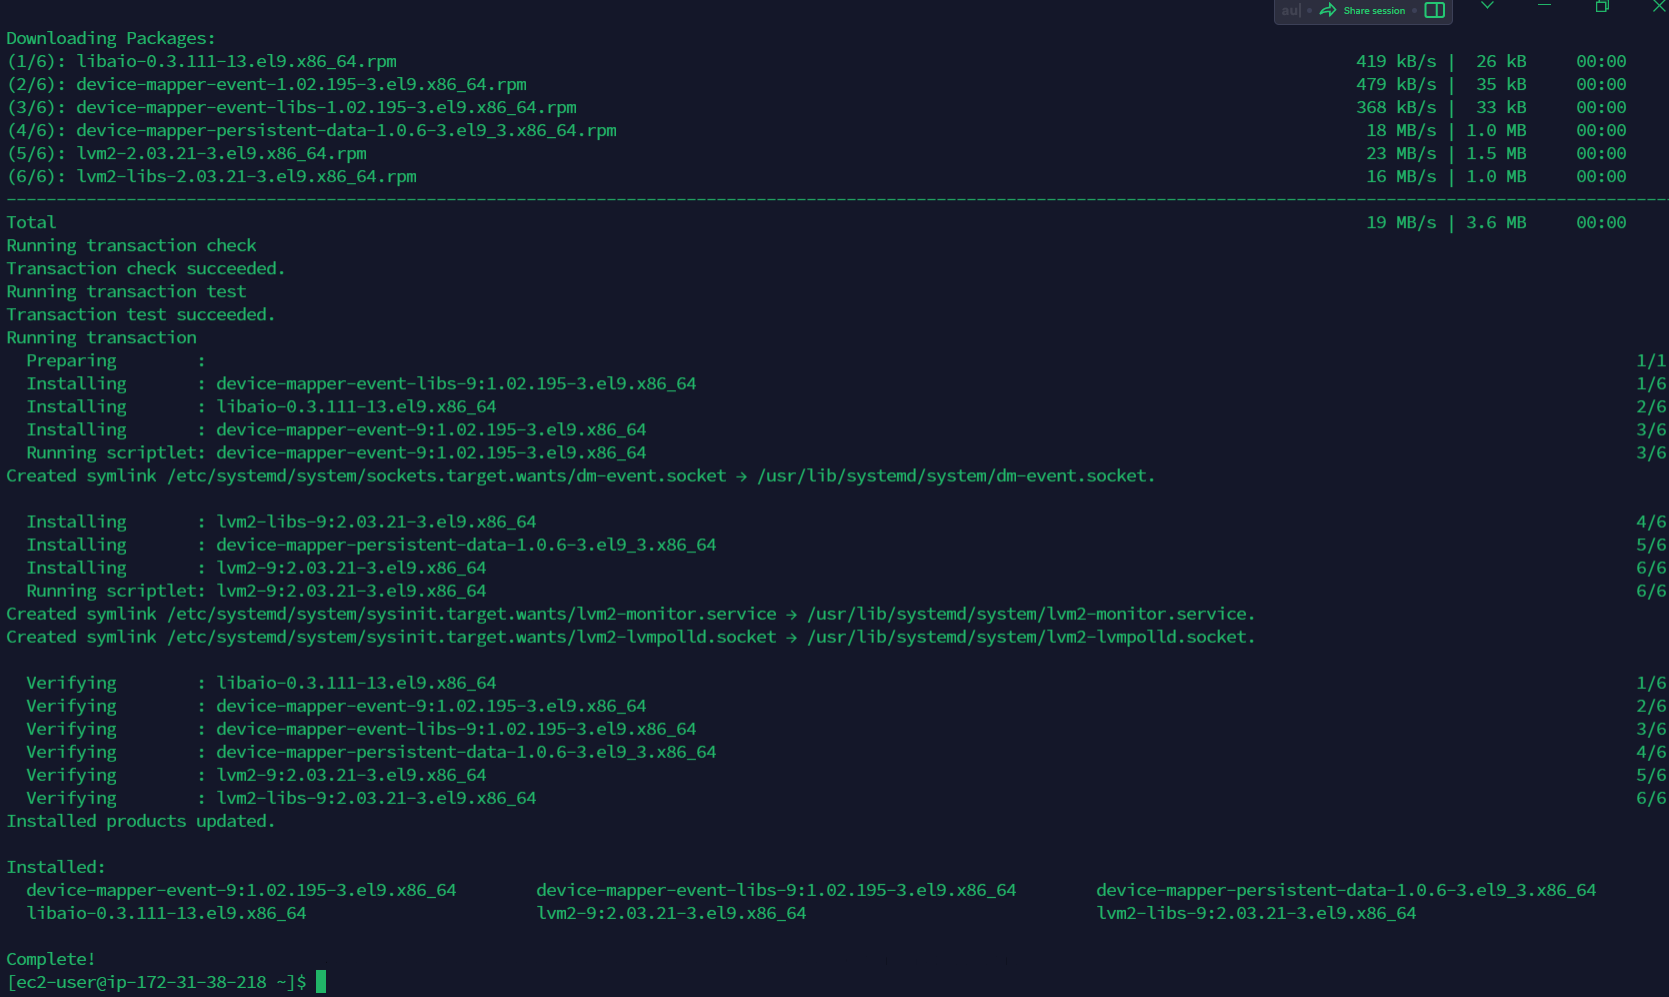 au
Share session
Downloading Packages:
(1/6): libaio-0.3.111-13.el9.x86_64.rpm 419 kB/s | 26 kB 00:00
(2/6): device-mapper-event-1.02.195-3.el9.x86_64.rpm 479 kB/s | 35 kB 00:00
(3/6): device-mapper-event-libs-1.02.195-3.el9.x86_64.rpm 368 kB/s | 33 kB 00:00
(4/6): device-mapper-persistent-data-1.0.6-3.el9_3.x86_64.rpm 18 MB/s | 1.0 MB 00:00
(5/6): lvm2-2.03.21-3.el9.x86_64.rpm 23 MB/s | 1.5 MB 00:00
(6/6): lvm2-libs-2.03.21-3.el9.x86_64.rpm 16 MB/s | 1.0 MB 00:00
Total 19 MB/s | 3.6 MB 00:00
Running transaction check
Transaction check succeeded.
Running transaction test
Transaction test succeeded.
Running transaction
Preparing : 1/1
Installing : device-mapper-event-libs-9:1.02.195-3.el9.x86_64 1/6
Installing : libaio-0.3.111-13.el9.x86_64 2/6
Installing : device-mapper-event-9:1.02.195-3.el9.x86_64 3/6
Running scriptlet: device-mapper-event-9:1.02.195-3.el9.x86_64 3/6
Created symlink /etc/systemd/system/sockets.target.wants/dm-event.socket → /usr/lib/systemd/system/dm-event.socket.
Installing : lvm2-libs-9:2.03.21-3.el9.x86_64 4/6
Installing : device-mapper-persistent-data-1.0.6-3.el9_3.x86_64 5/6
Installing : lvm2-9:2.03.21-3.el9.x86_64 6/6
Running scriptlet: lvm2-9:2.03.21-3.el9.x86_64 6/6
Created symlink /etc/systemd/system/sysinit.target.wants/lvm2-monitor.service → /usr/lib/systemd/system/lvm2-monitor.service.
Created symlink /etc/systemd/system/sysinit.target.wants/lvm2-lvmpolld.socket → /usr/lib/systemd/system/lvm2-lvmpolld.socket.
Verifying : libaio-0.3.111-13.el9.x86_64 1/6
Verifying : device-mapper-event-9:1.02.195-3.el9.x86_64 2/6
Verifying : device-mapper-event-libs-9:1.02.195-3.el9.x86_64 3/6
Verifying : device-mapper-persistent-data-1.0.6-3.el9_3.x86_64 4/6
Verifying : lvm2-9:2.03.21-3.el9.x86_64 5/6
Verifying : lvm2-libs-9:2.03.21-3.el9.x86_64 6/6
Installed products updated.
Installed:
device-mapper-event-9:1.02.195-3.el9.x86_64 device-mapper-event-libs-9:1.02.195-3.el9.x86_64 device-mapper-persistent-data-1.0.6-3.el9_3.x86_64
libaio-0.3.111-13.el9.x86_64 lvm2-9:2.03.21-3.el9.x86_64 lvm2-libs-9:2.03.21-3.el9.x86_64
Complete!
[ec2-user@ip-172-31-38-218 ~]$